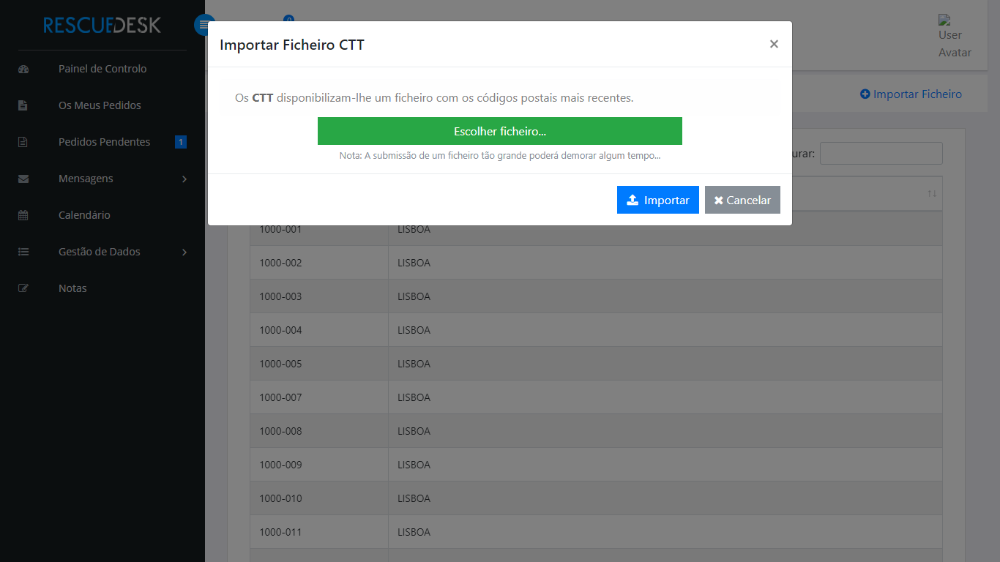 RESCUEDESK
0
User
Avatar
Importar Ficheiro CTT
×
Painel de Controlo
Os CTT disponibilizam-lhe um ficheiro com os códigos postais mais recentes.
Importar Ficheiro
Os Meus Pedidos
Escolher ficheiro...
Pedidos Pendentes 1
Nota: A submissão de um ficheiro tão grande poderá demorar algum tempo...
urar:
Mensagens
Importar
Cancelar
Calendário
1000-001 LISBOA
Gestão de Dados
1000-002 LISBOA
Notas
1000-003 LISBOA
1000-004 LISBOA
1000-005 LISBOA
1000-007 LISBOA
1000-008 LISBOA
1000-009 LISBOA
1000-010 LISBOA
1000-011 LISBOA